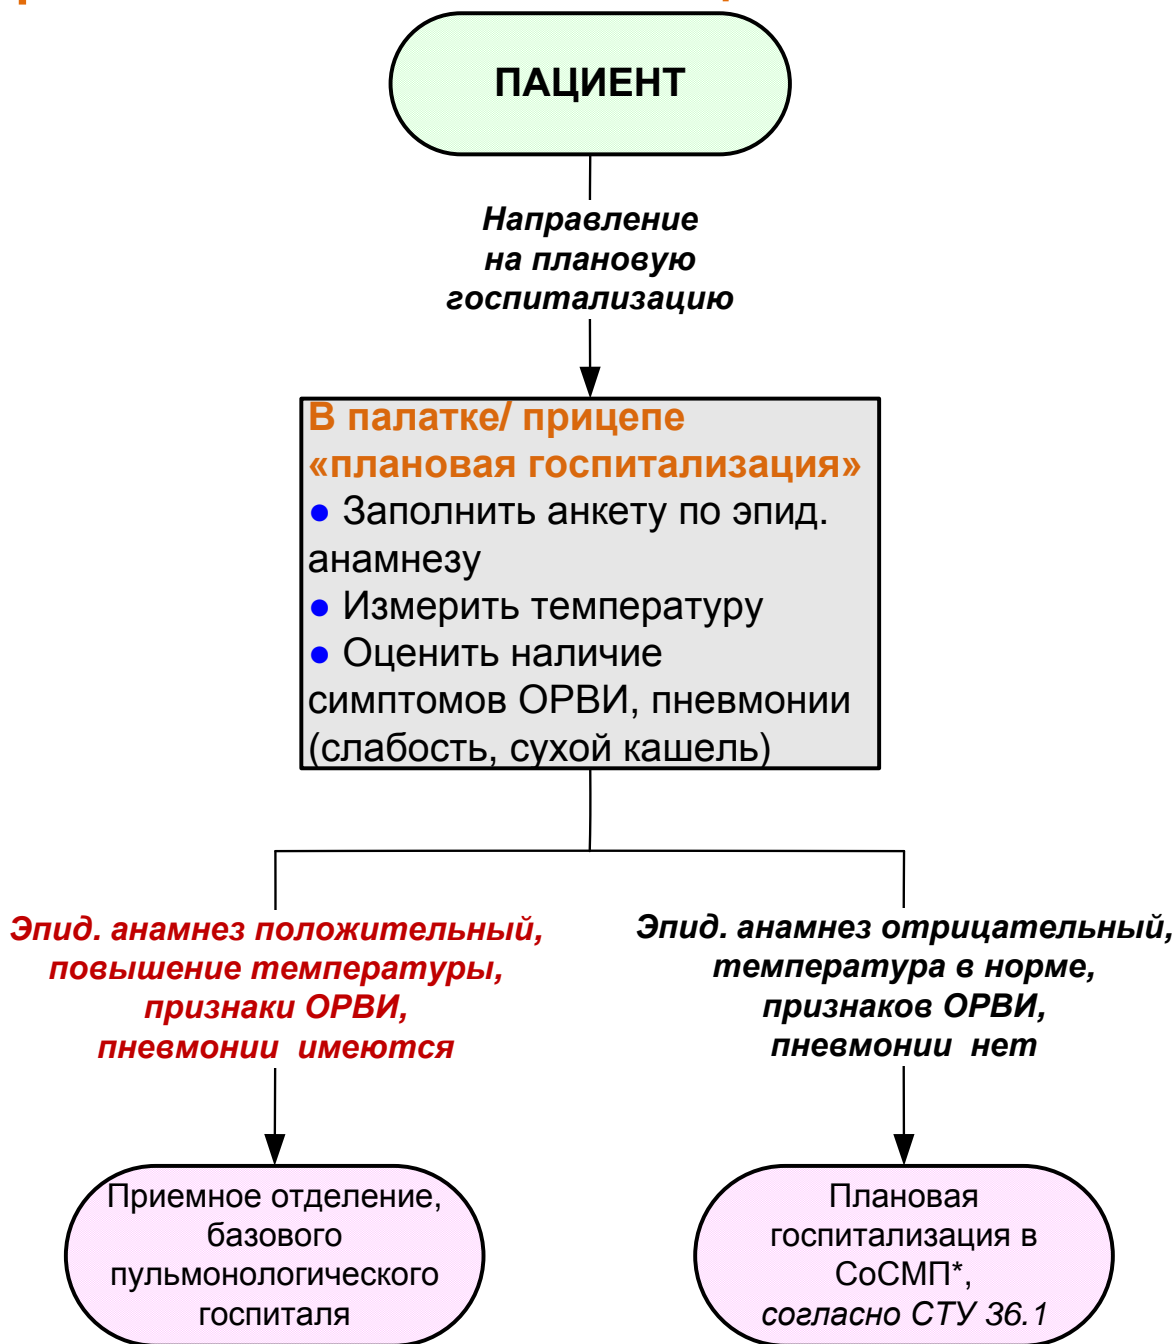 ПАЦИЕНТ
Направление
на плановую
госпитализацию
В палатке/ прицепе
«плановая госпитализация»
● Заполнить анкету по эпид.
анамнезу
● Измерить температуру
● Оценить наличие
симптомов ОРВИ, пневмонии
(слабость, сухой кашель)
Эпид. анамнез положительный,
повышение температуры,
признаки ОРВИ,
пневмонии имеются
Эпид. анамнез отрицательный,
температура в норме,
признаков ОРВИ,
пневмонии нет
Приемное отделение,
базового
пульмонологического
госпиталя
Плановая
госпитализация в
СоСМП*,
согласно СТУ 36.1